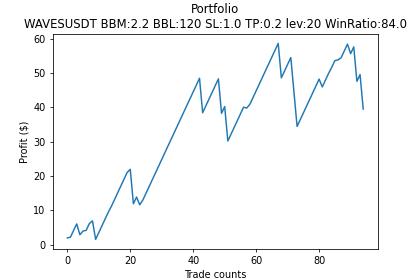 Portfolio
WAVESUSDT BBM:2.2 BBL:120 SL:1.0 TP:0.2 lev:20 WinRatio:84.0
Profit ($)
60
50
40
30
20
10
0
0 20 40 60 80
Trade counts